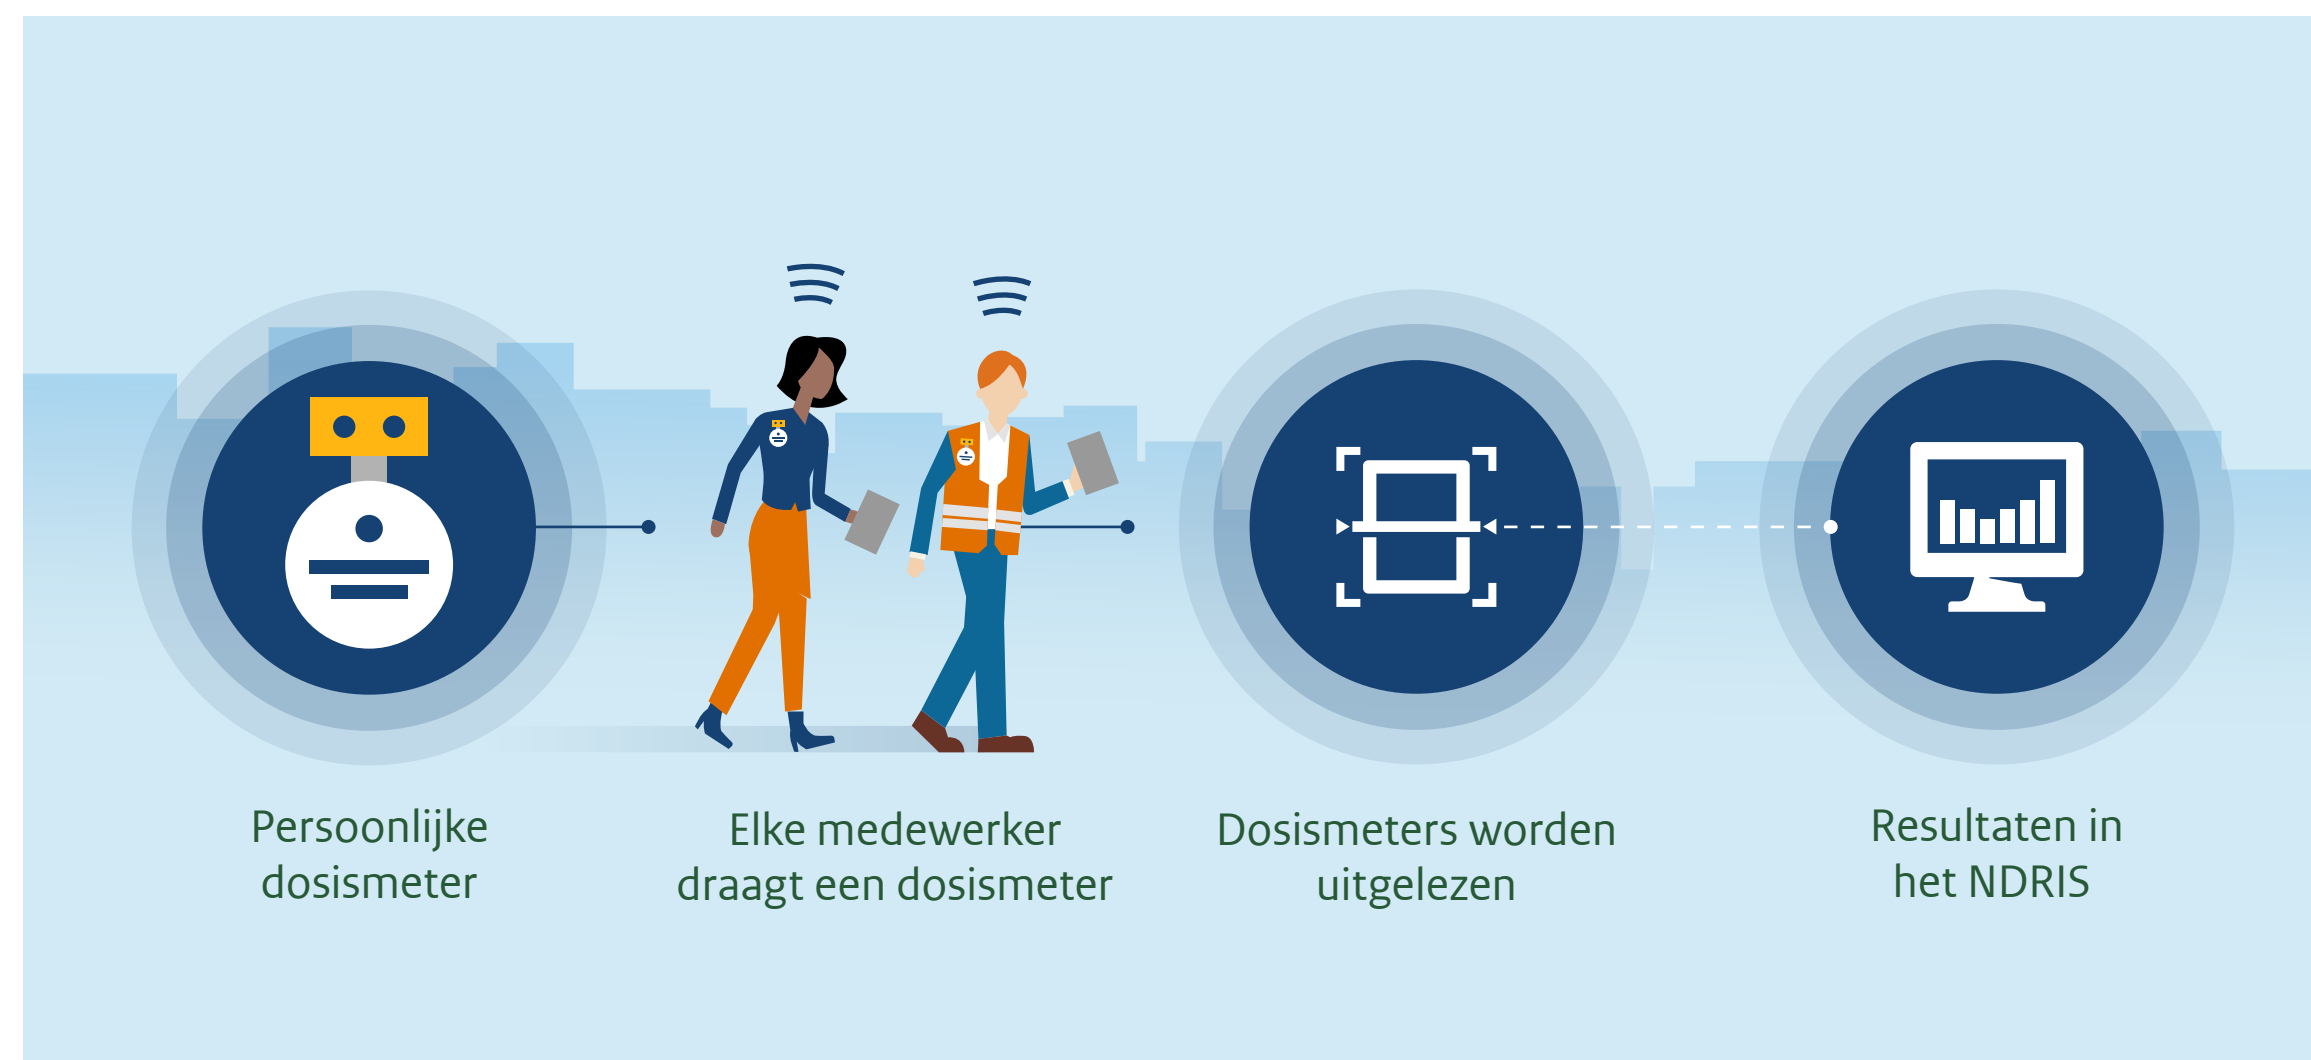 Persoonlijke
dosismeter
Elke medewerker
draagt een dosismeter
Dosismeters worden
uitgelezen
Resultaten in
het NDRIS